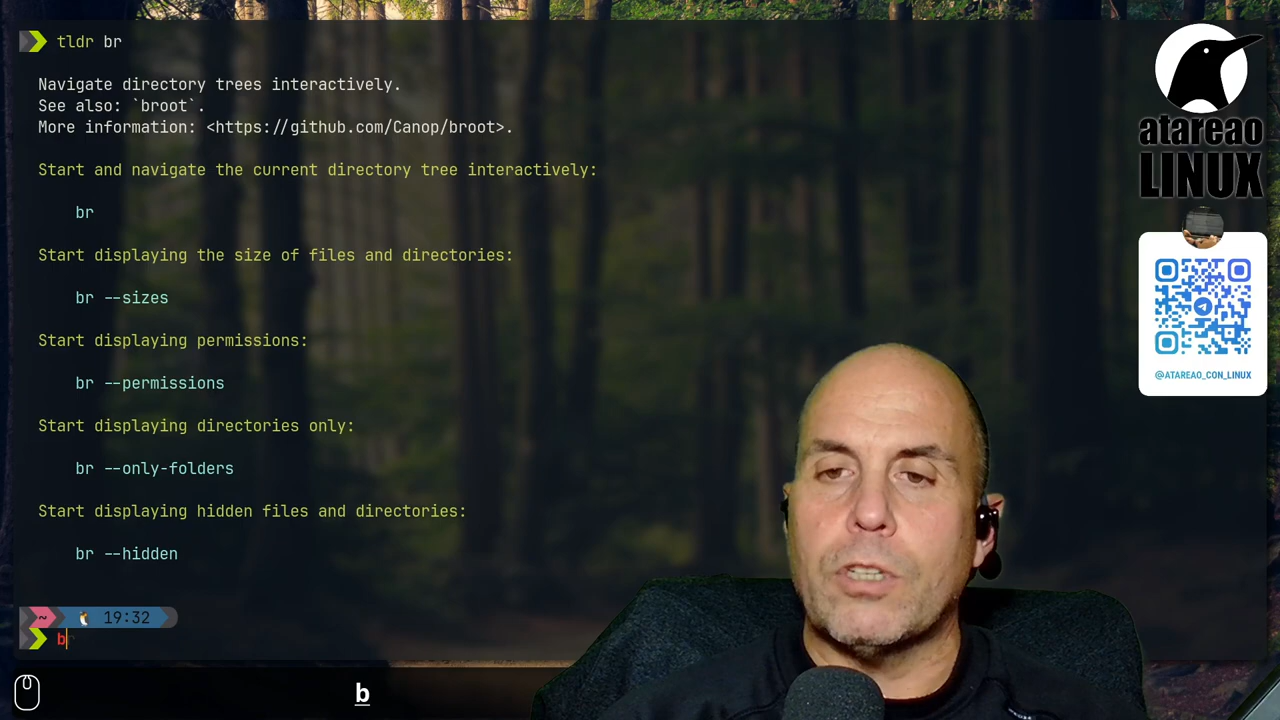 tldr br
Navigate directory trees interactively.
See also: `broot`.
More information: <https://github.com/Canop/broot>.
Start and navigate the current directory tree interactively:
br
Start displaying the size of files and directories:
br --sizes
Start displaying permissions:
br --permissions
Start displaying directories only:
br --only-folders
Start displaying hidden files and directories:
br --hidden
~ 19:32
br
b
atareao
LINUX
@ATAREAO_CON_LINUX